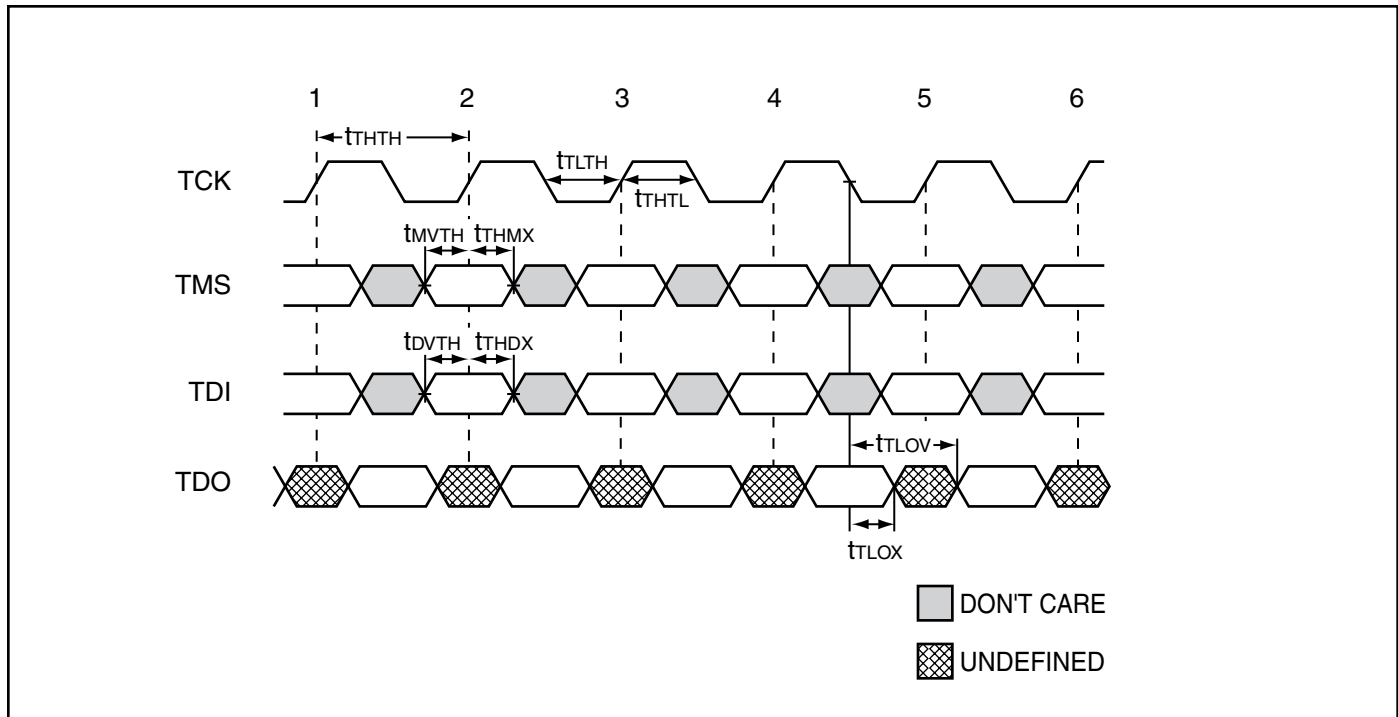 1 2 3 4 5 6
tTHTH
TCK
tTLTH
tTHTL
tMVTH tTHMX
TMS
tDVTH tTHDX
TDI
tTLOV
TDO
tTLOX
DON'T CARE
UNDEFINED